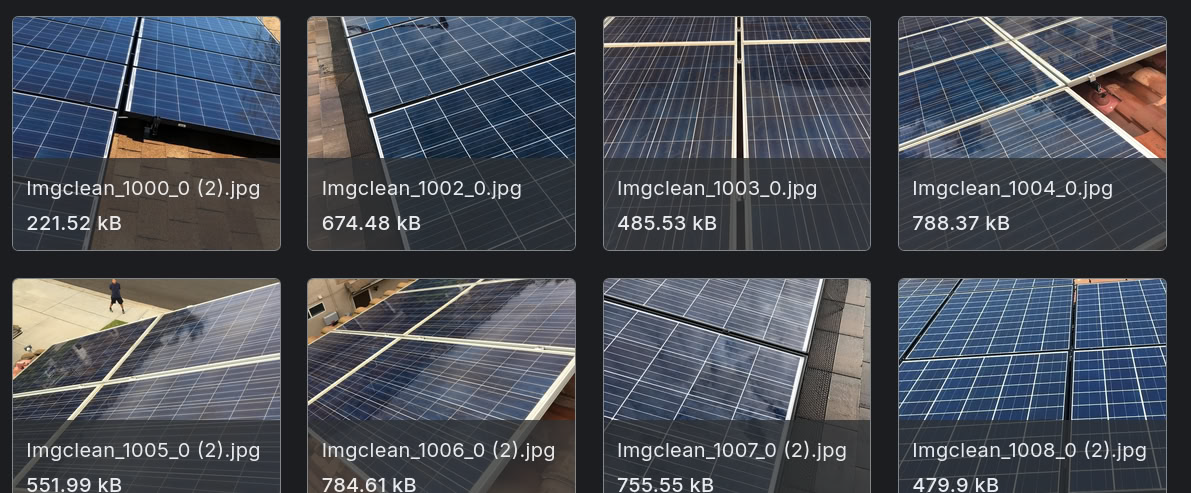 Imgclean_1000_0 (2).jpg
221.52 kB
Imgclean_1002_0.jpg
674.48 kB
Imgclean_1003_0.jpg
485.53 kB
Imgclean_1004_0.jpg
788.37 kB
Imgclean_1005_0 (2).jpg
551.99 kB
Imgclean_1006_0 (2).jpg
784.61 kB
Imgclean_1007_0 (2).jpg
755.55 kB
Imgclean_1008_0 (2).jpg
479.9 kB